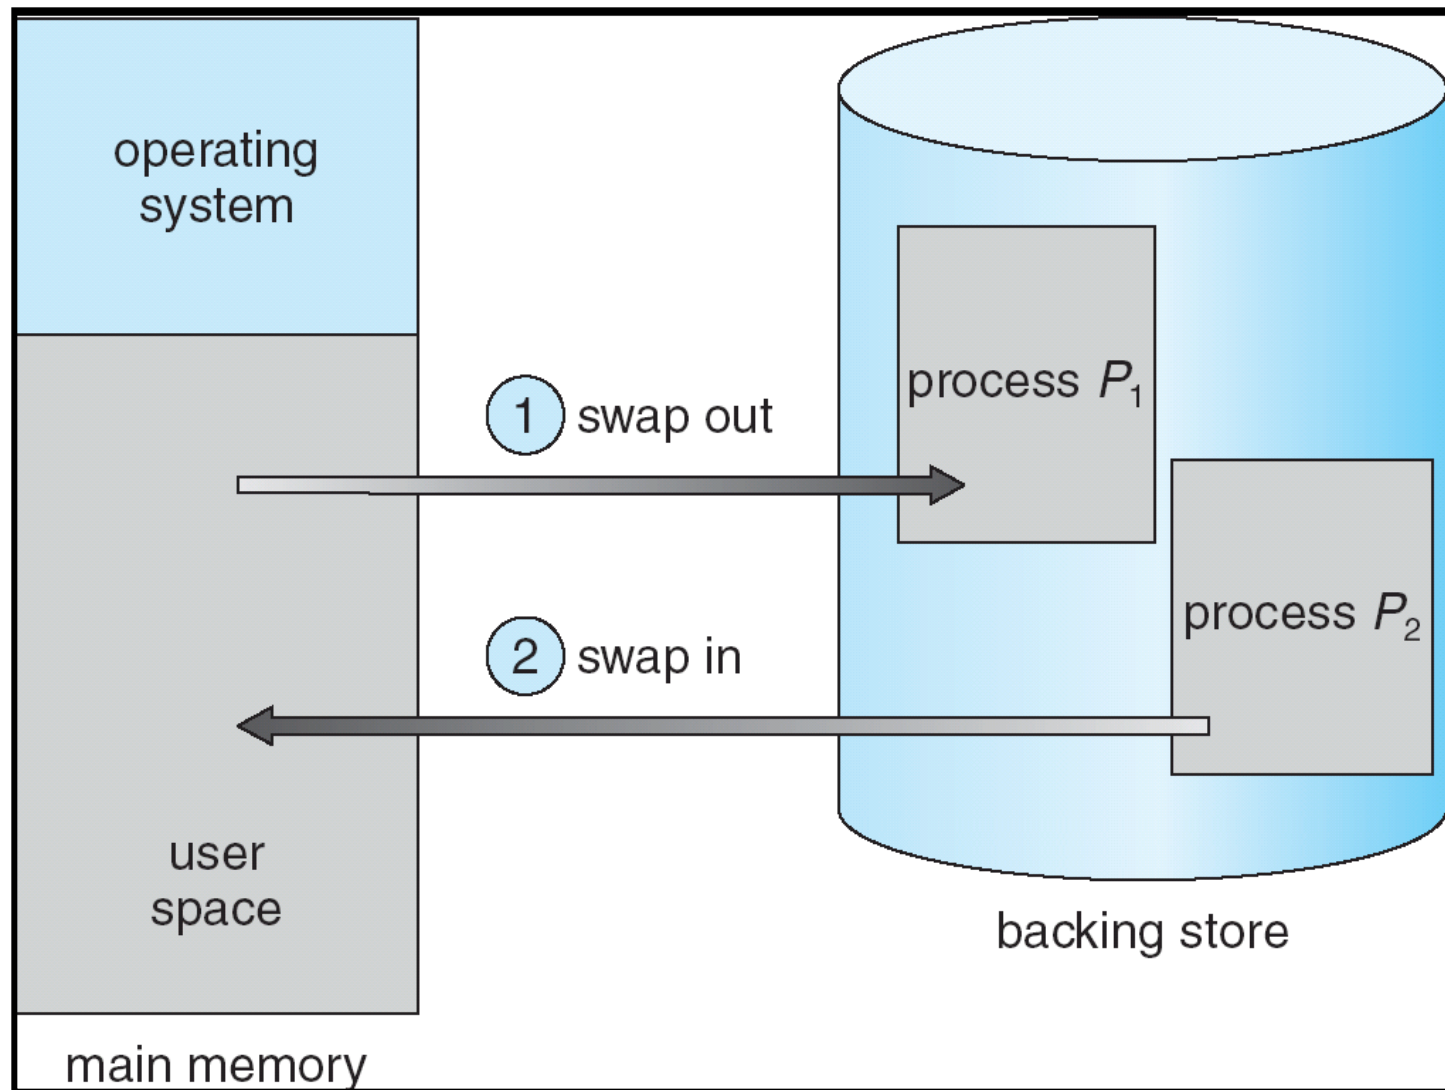 operating
system
process P₁
1 swap out
process P₂
2 swap in
user
space
backing store
main memory